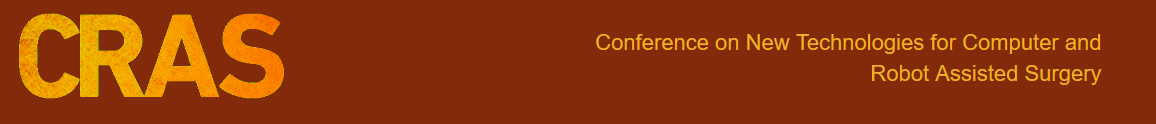 CRAS
Conference on New Technologies for Computer and
Robot Assisted Surgery